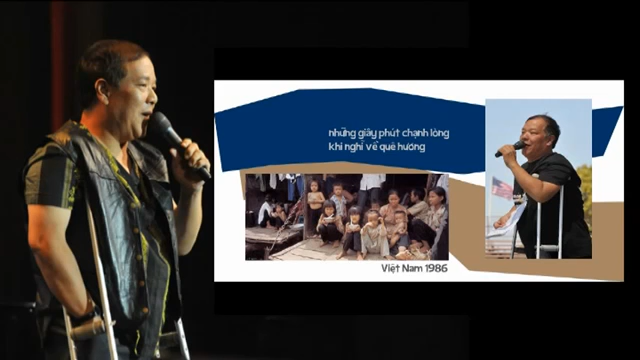 những giây phút chạnh lòng
khi nghĩ về quê hương
Việt Nam 1986